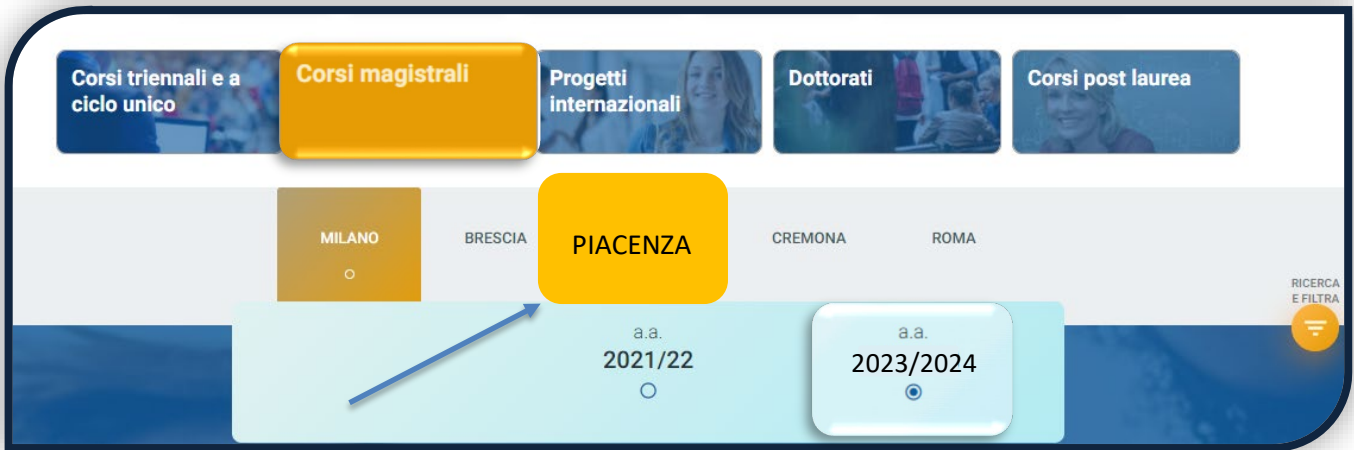 Corsi triennali e a
ciclo unico
Corsi magistrali
Progetti
internazionali
Dottorati
Corsi post laurea
MILANO
BRESCIA
PIACENZA
CREMONA
ROMA
RICERCA
E FILTRA
a.a.
2021/22
a.a.
2023/2024